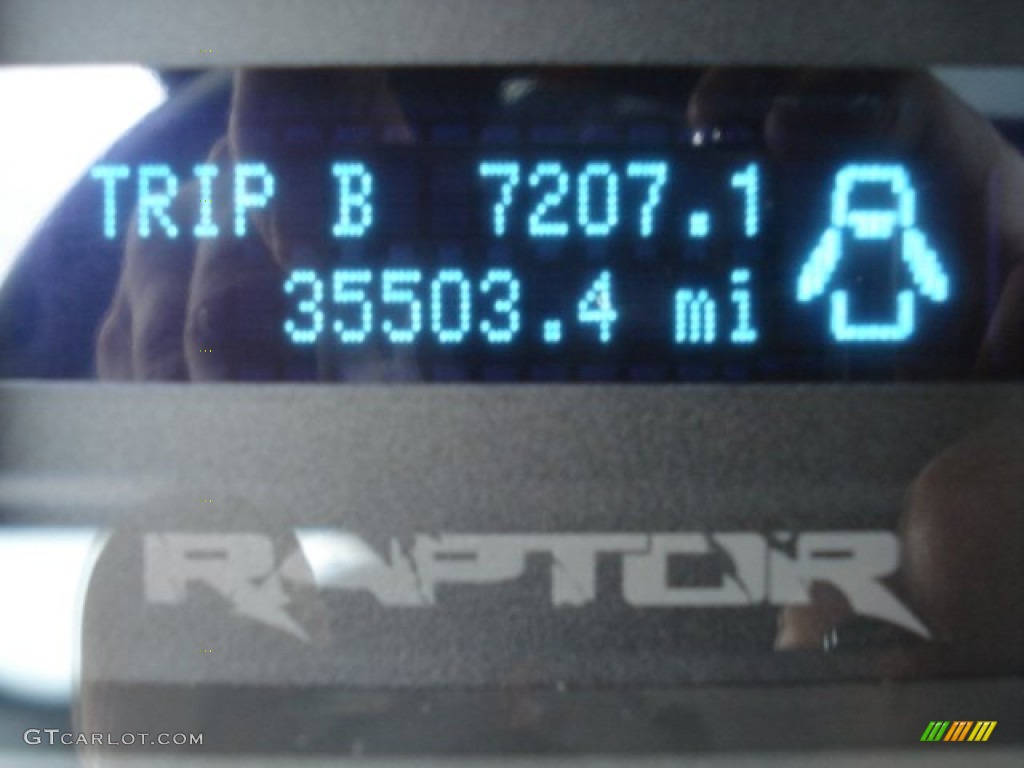 TRIP B 7207.1
35503.4 mi
RAPTOR
GTCARLOT.COM